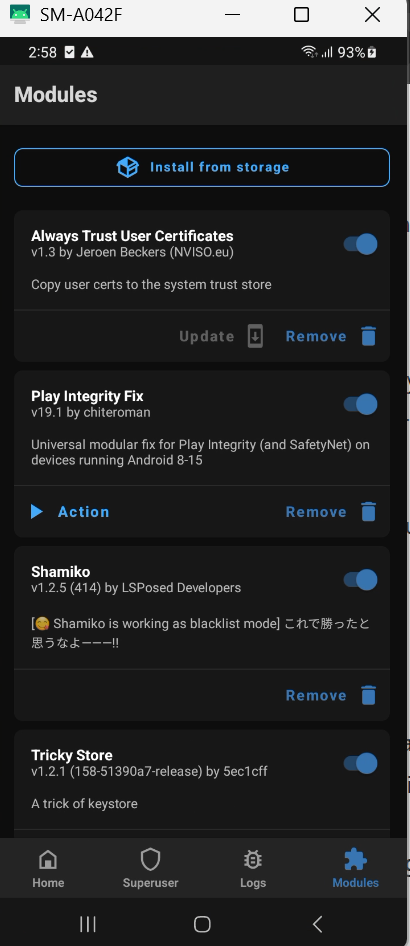 SM-A042F
2:58
93%
Modules
Install from storage
Always Trust User Certificates
v1.3 by Jeroen Beckers (NVISO.eu)
Copy user certs to the system trust store
Update
Remove
Play Integrity Fix
v19.1 by chiteroman
Universal modular fix for Play Integrity (and SafetyNet) on
devices running Android 8-15
Action
Remove
Shamiko
v1.2.5 (414) by LSPosed Developers
[😋 Shamiko is working as blacklist mode] これで勝ったと
思うなよーーー!!
Remove
Tricky Store
v1.2.1 (158-51390a7-release) by 5ec1cff
A trick of keystore
Home
Superuser
Logs
Modules